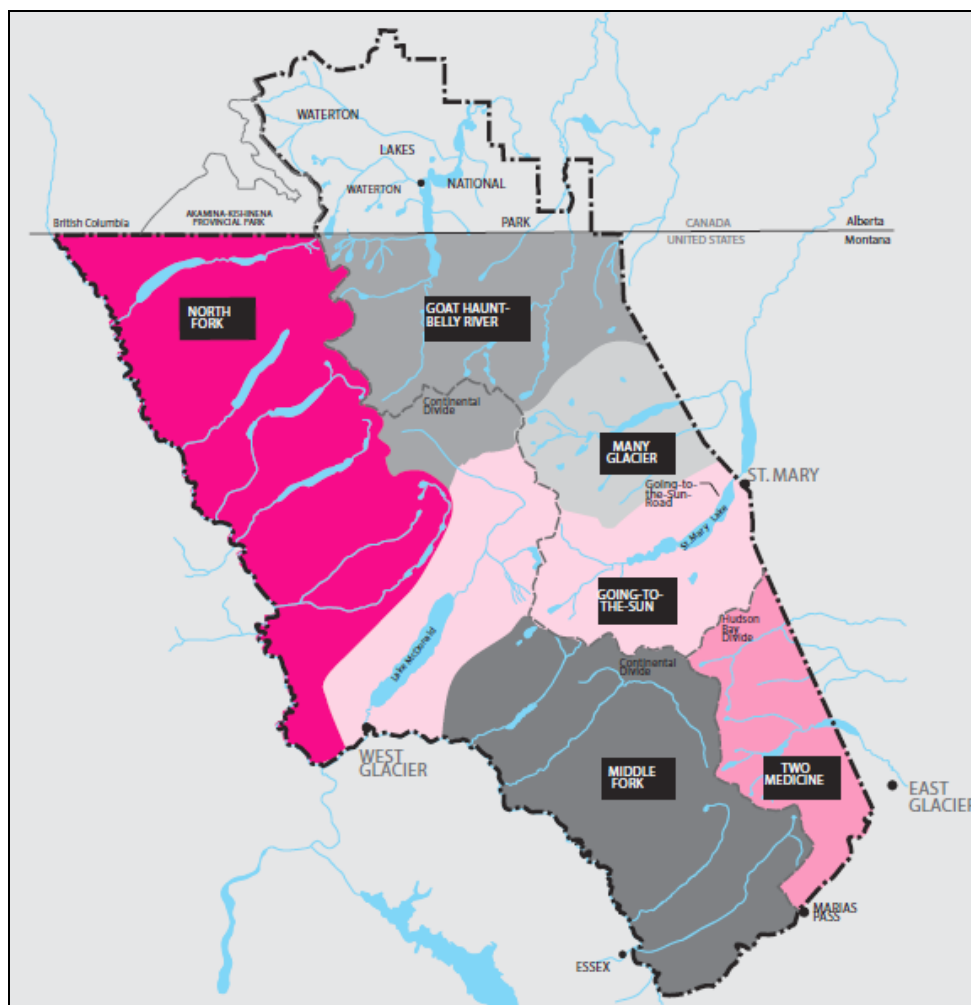 WATERTON
LAKES
WATERTON
NATIONAL
PARK
AKAMINA-KISHINENA
PROVINCIAL PARK
British Columbia
CANADA
Alberta
UNITED STATES
Montana
NORTH
FORK
GOAT HAUNT-
BELLY RIVER
Continental
Divide
MANY
GLACIER
Going-to-
the-Sun-
Road
ST. MARY
St. Mary Lake
GOING-TO-
THE-SUN
Hudson
Bay
Divide
Lake McDonald
Continental
Divide
WEST
GLACIER
MIDDLE
FORK
TWO
MEDICINE
EAST
GLACIER
MARIAS
PASS
ESSEX